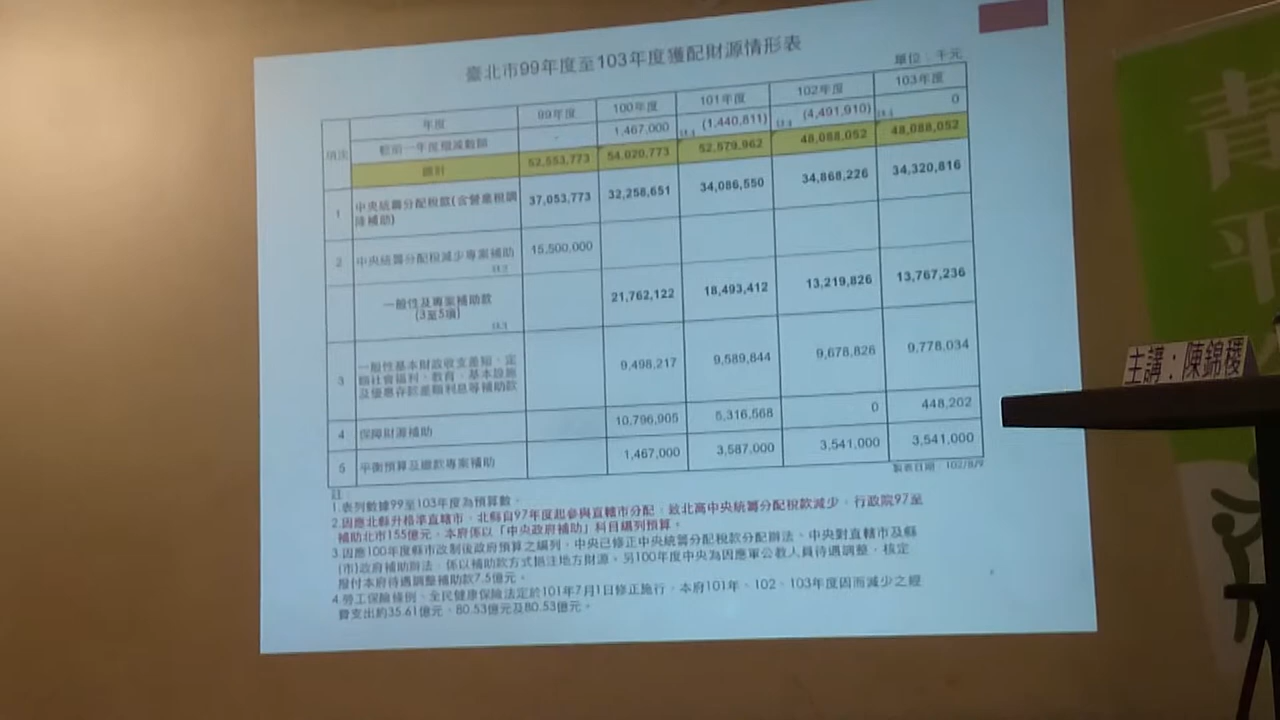 臺北市99年度至103年度獲配財源情形表
單位：千元
項次 年度 99年度 100年度 101年度 102年度 103年度
較前一年度增減數額 - 1,467,000 (1,440,811) (4,491,910) 0
總計 52,553,773 54,020,773 52,579,962 48,088,052 48,088,052
1 中央統籌分配稅款(含營業稅調降補助) 37,053,773 32,258,651 34,086,550 34,868,226 34,320,816
2 中央統籌分配稅減少專案補助 15,500,000
一般性及專案補助款
(3至5項) 21,762,122 18,493,412 13,219,826 13,767,236
3 一般性基本財政收支差短、定
額社會福利、教育、基本設施
及優惠存款差額利息等補助款 9,498,217 9,589,844 9,678,826 9,778,034
4 保障財源補助 10,796,905 5,316,568 0 448,202
5 平衡預算及繳款專案補助 1,467,000 3,587,000 3,541,000 3,541,000
製表日期：102/8/9
註：
1.表列數據99至103年度為預算數。
2.因應北縣升格準直轄市，北縣自97年度起參與直轄市分配，致北高中央統籌分配稅款減少，行政院97至
補助北市155億元，本府係以「中央政府補助」科目編列預算。
3.因應100年度縣市改制後政府預算之編列，中央已修正中央統籌分配稅款分配辦法、中央對直轄市及縣
(市)政府補助辦法，係以補助款方式挹注地方財源。另100年度中央為因應軍公教人員待遇調整，核定
撥付本府待遇調整補助款7.5億元。
4.勞工保險條例、全民健康保險法定於101年7月1日修正施行，本府101年、102、103年度因而減少之經
費支出約35.61億元、80.53億元及80.53億元。
主講：陳錦稷
青平